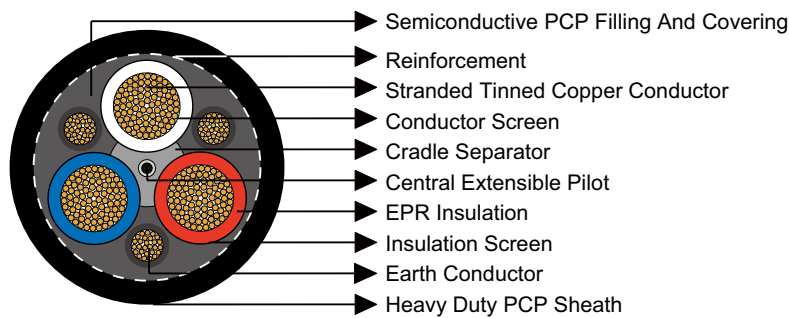 Semiconductive PCP Filling And Covering
Reinforcement
Stranded Tinned Copper Conductor
Conductor Screen
Cradle Separator
Central Extensible Pilot
EPR Insulation
Insulation Screen
Earth Conductor
Heavy Duty PCP Sheath